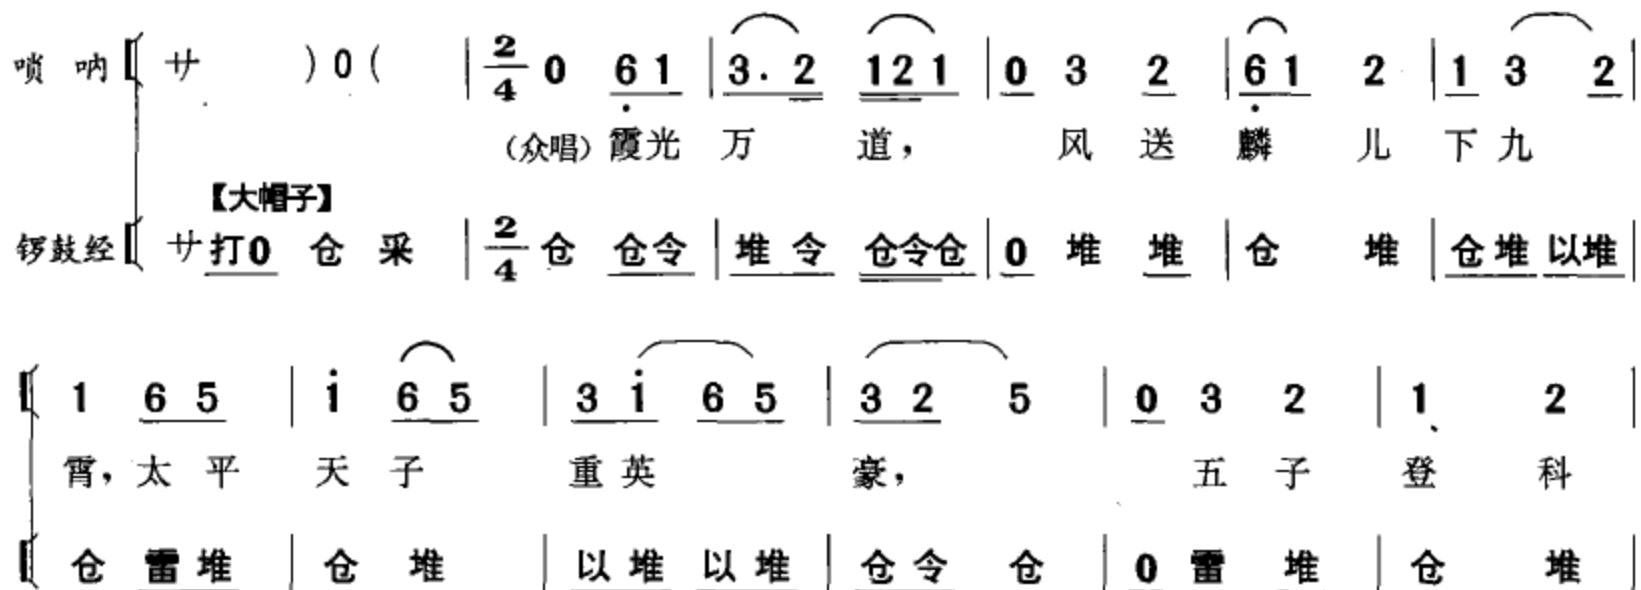 唢呐 【 サ ）0（ | 2/4 0 6̣ 1 | 3. 2 1 2 1 | 0 3 2 | 6̣ 1 2 | 1 3 2 |
（众唱）霞光 万 道， 风 送 麟 儿 下 九
【大帽子】
锣鼓经 【 サ 打0 仓 采 | 2/4 仓 仓令 | 堆 令 仓令仓 | 0 堆 堆 | 仓 堆 | 仓堆 以堆 |
1 6 5 | i 6 5 | 3 i 6 5 | 3 2 5 | 0 3 2 | 1 2 |
霄，太 平 天 子 重 英 豪， 五 子 登 科
仓 雷堆 | 仓 堆 | 以堆 以堆 | 仓令 仓 | 0 雷 堆 | 仓 堆 |